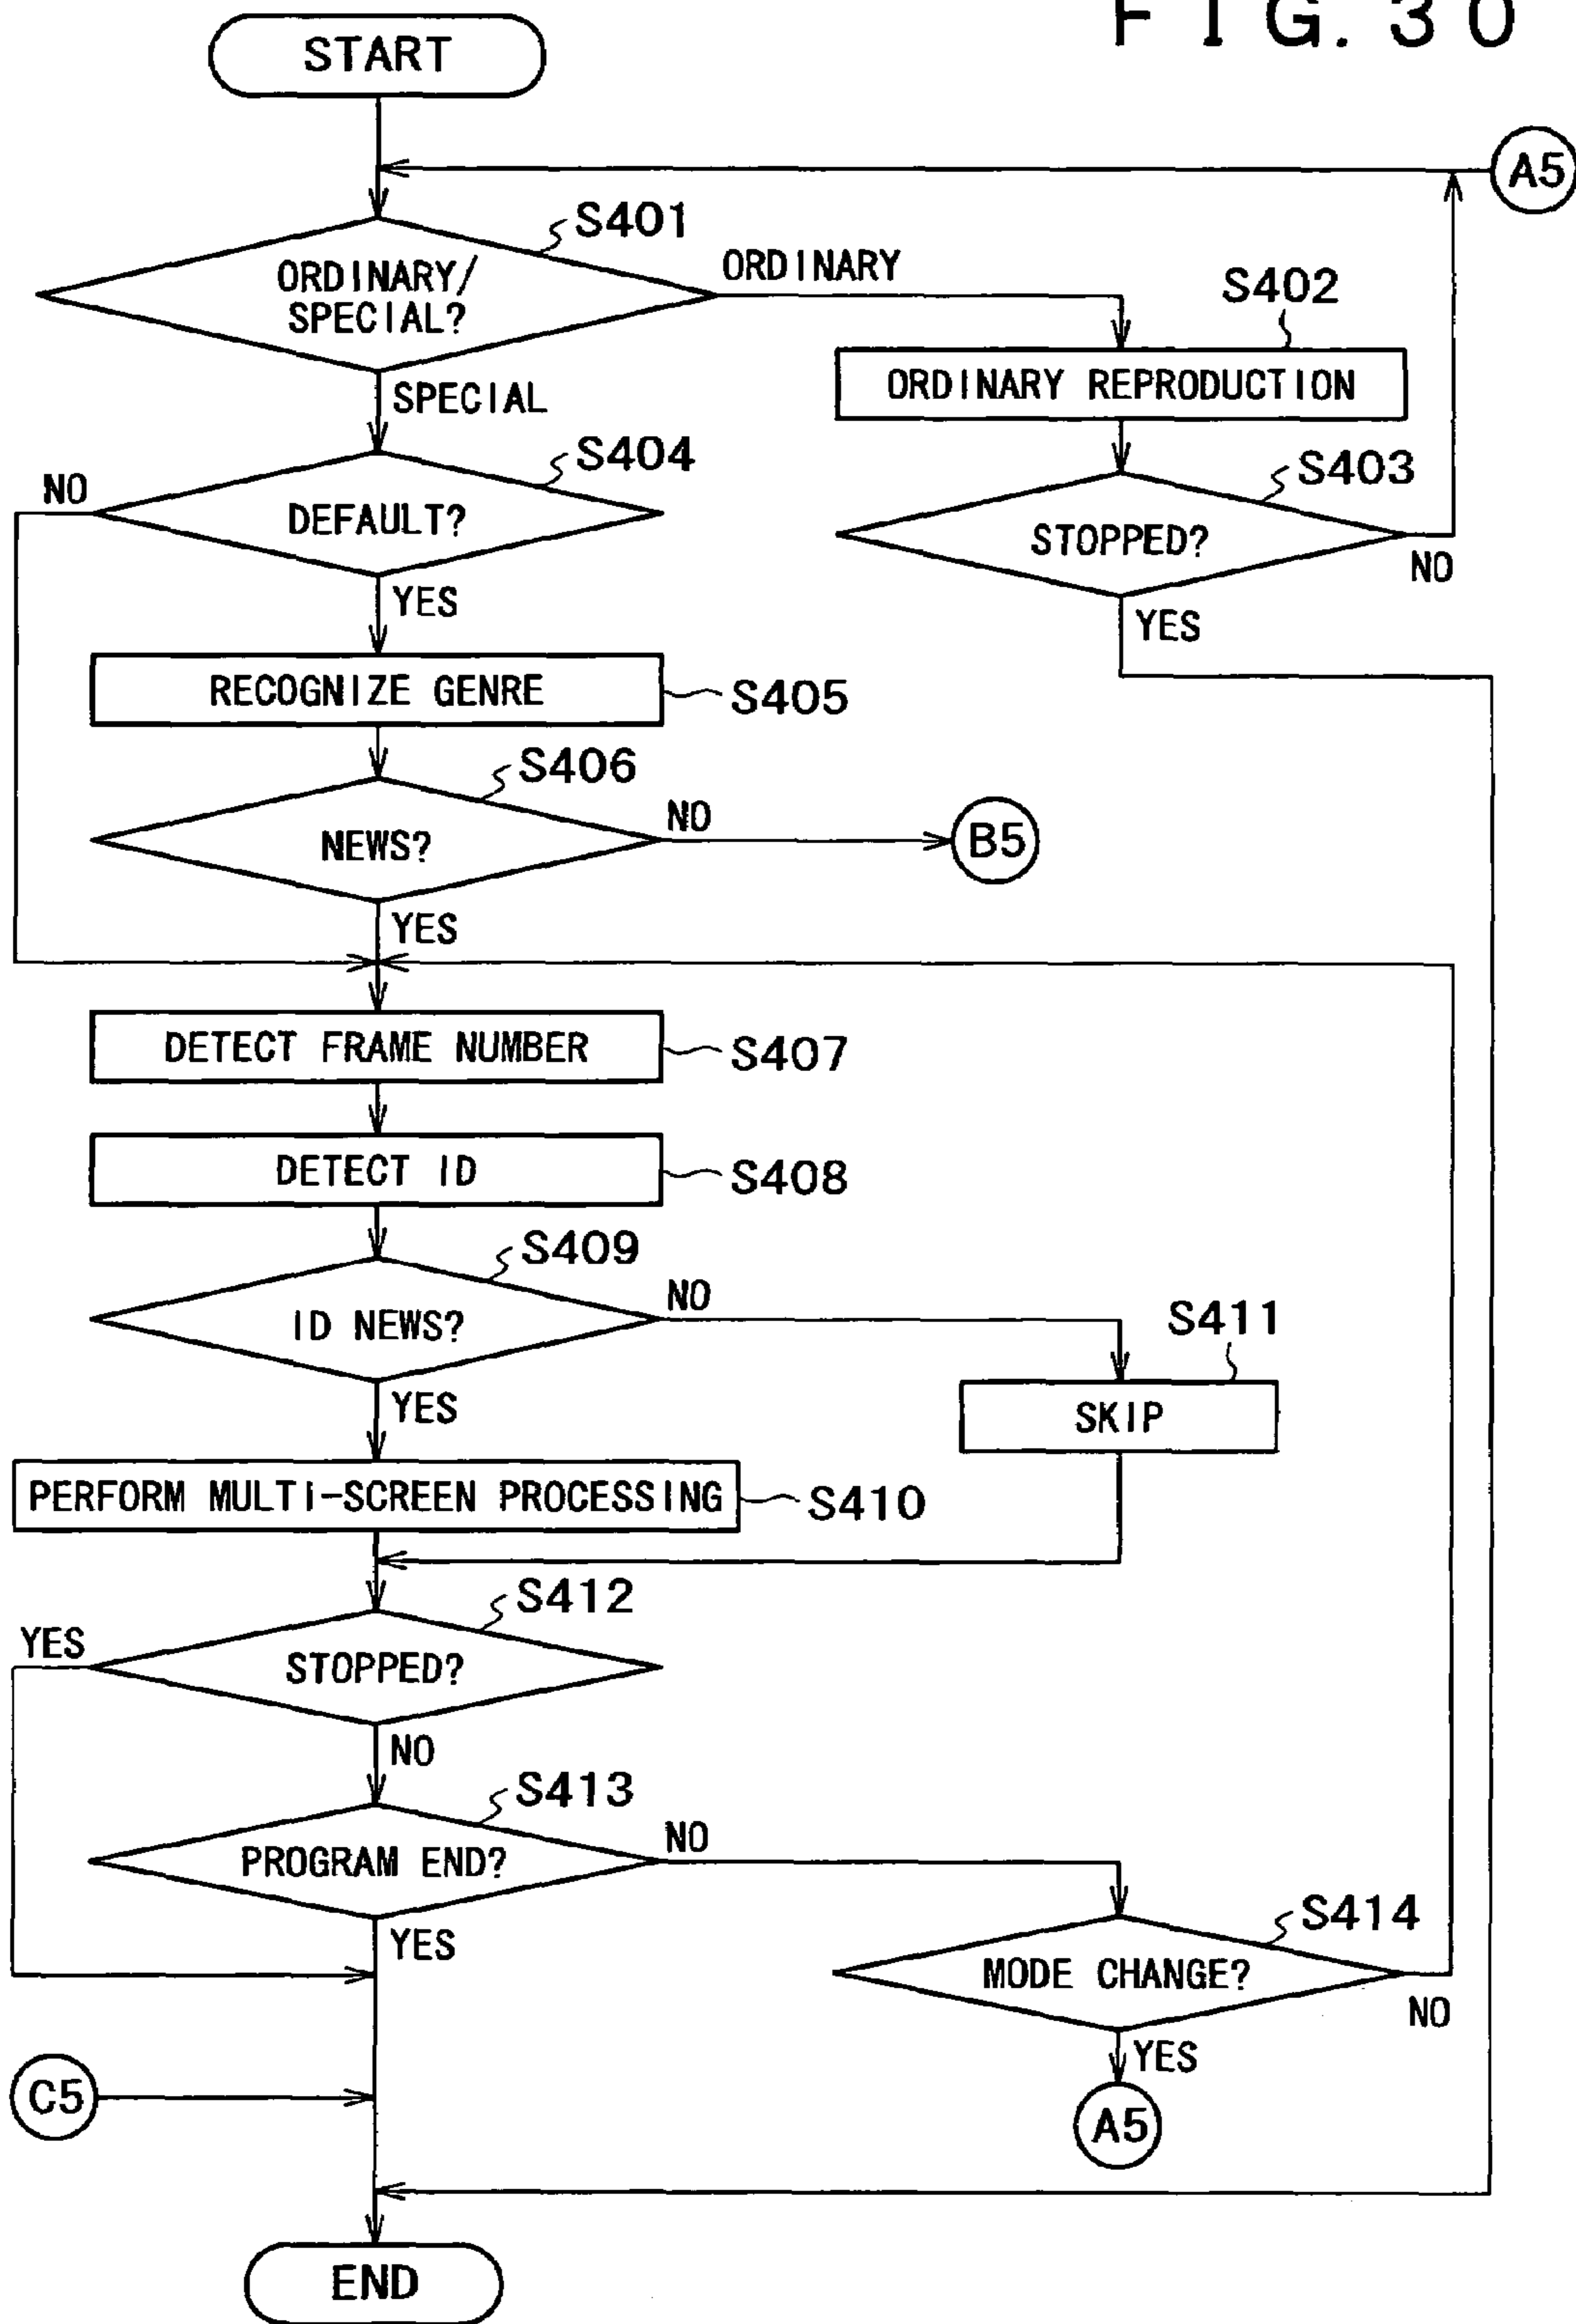 FIG. 30
START
A5
S401
ORDINARY/
SPECIAL?
ORDINARY
S402
ORDINARY REPRODUCTION
SPECIAL
S404
NO
DEFAULT?
S403
STOPPED?
NO
YES
YES
RECOGNIZE GENRE
S405
S406
NEWS?
NO
B5
YES
DETECT FRAME NUMBER
S407
DETECT ID
S408
S409
ID NEWS?
NO
S411
SKIP
YES
PERFORM MULTI-SCREEN PROCESSING
S410
S412
YES
STOPPED?
NO
S413
PROGRAM END?
NO
S414
YES
MODE CHANGE?
NO
YES
C5
A5
END